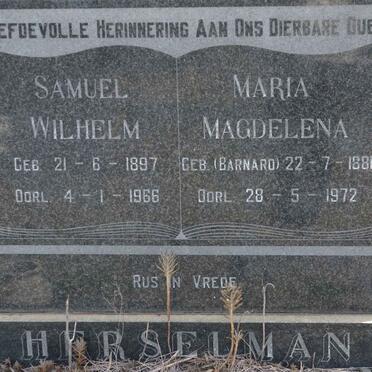 EFDEVOLLE HERINNERING AAN ONS DIERBARE OUE
SAMUEL
WILHELM
GEB. 21 - 6 - 1897
OORL. 4 - 1 - 1966
MARIA
MAGDELENA
GEB. (BARNARD) 22 - 7 - 188
OORL. 28 - 5 - 1972
RUS IN VREDE
HERSELMAN